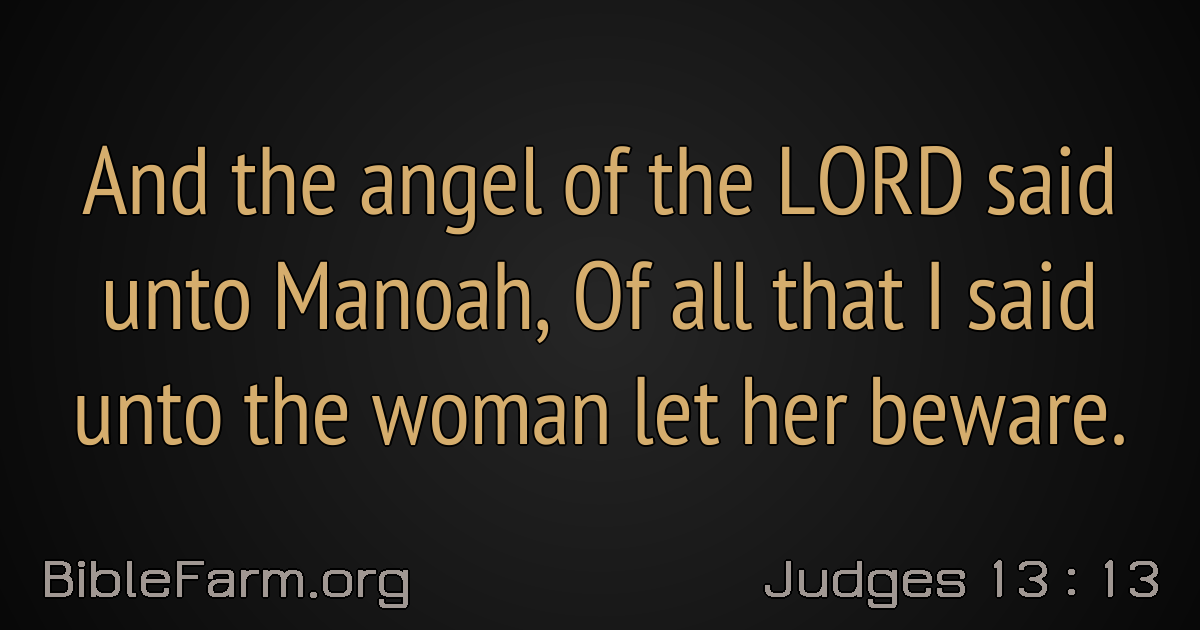 And the angel of the LORD said
unto Manoah, Of all that I said
unto the woman let her beware.
BibleFarm.org
Judges 13:13